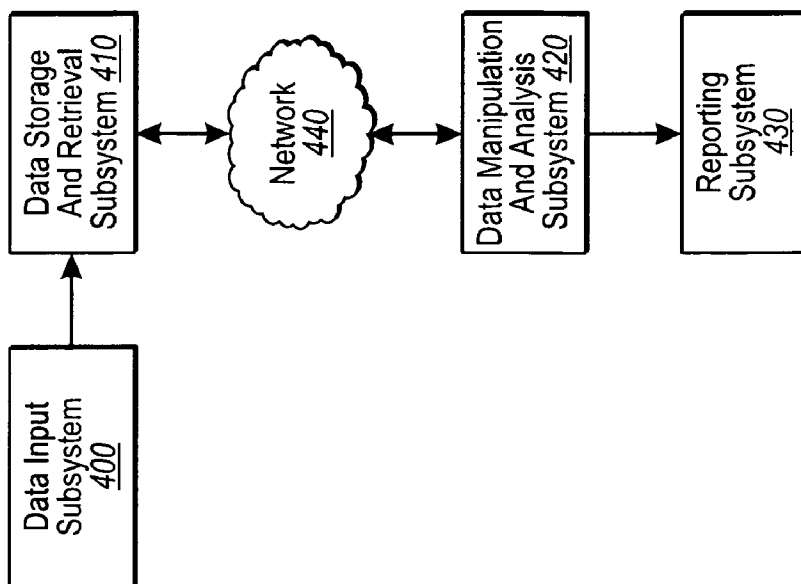 Data Input
Subsystem
400
Data Storage
And Retrieval
Subsystem 410
Network
440
Data Manipulation
And Analysis
Subsystem 420
Reporting
Subsystem
430